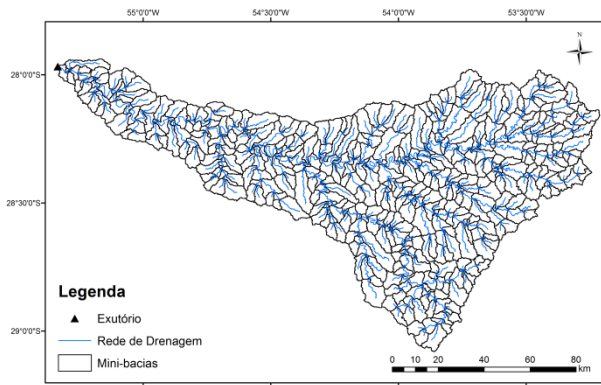 55°0'0"W 54°30'0"W 54°0'0"W 53°30'0"W
N
28°0'0"S
28°30'0"S
29°0'0"S
Legenda
Exutório
Rede de Drenagem
Mini-bacias
0 10 20 40 60 80
km